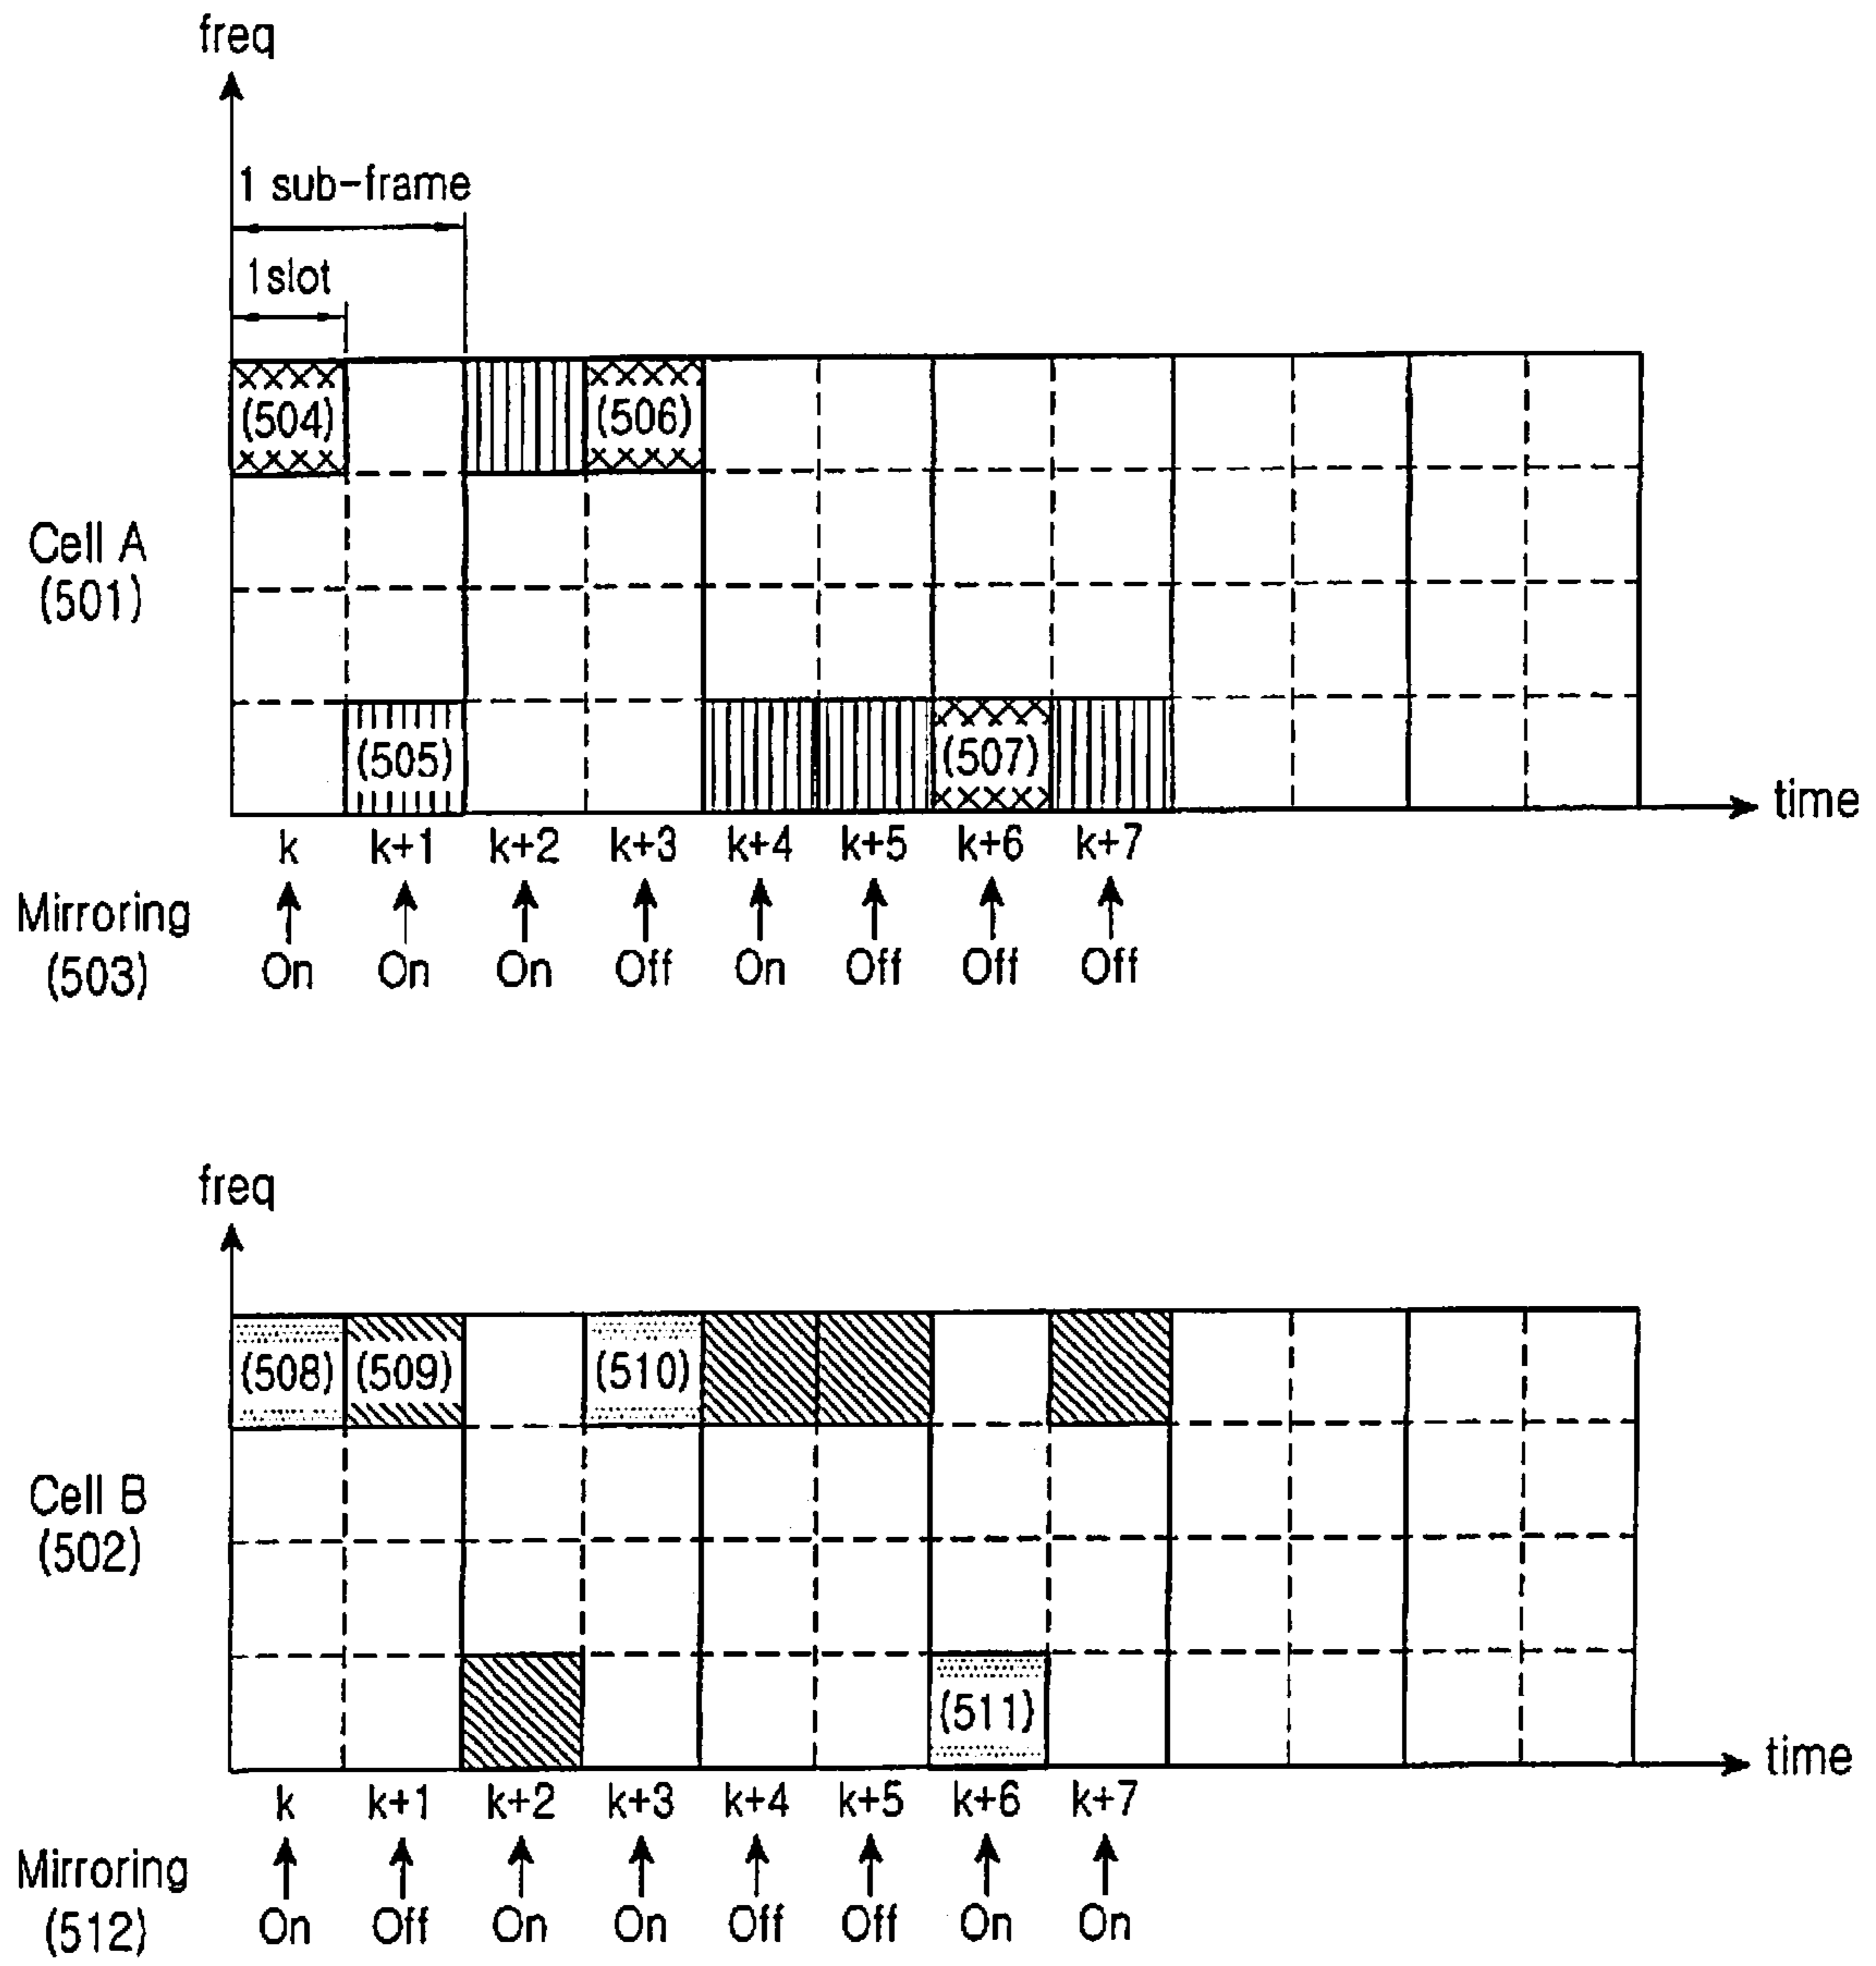 freq
1 sub-frame
1slot
(504)
(506)
Cell A
(501)
(505)
(507)
time
k k+1 k+2 k+3 k+4 k+5 k+6 k+7
Mirroring
(503)
On On On Off On Off Off Off
freq
(508) (509) (510)
Cell B
(502)
(511)
time
k k+1 k+2 k+3 k+4 k+5 k+6 k+7
Mirroring
(512)
On Off On On Off Off On On